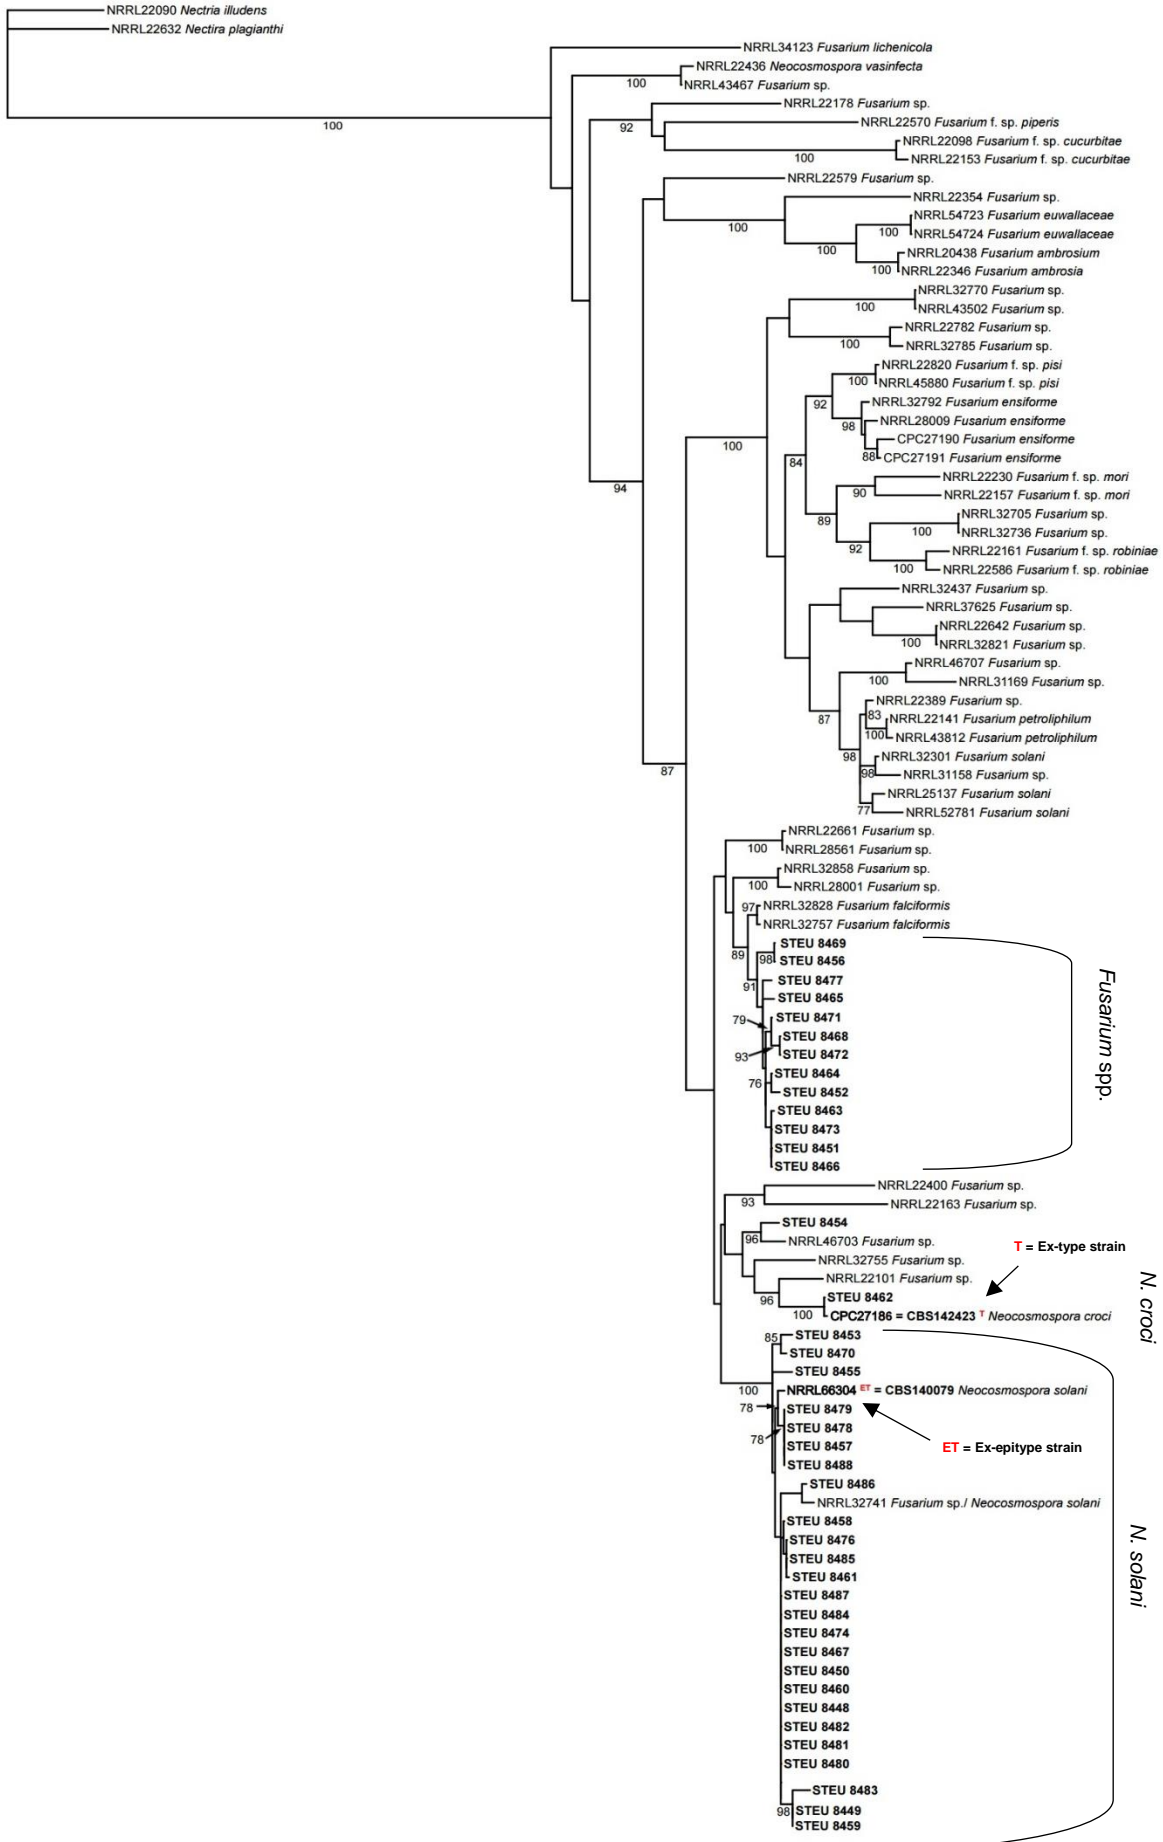 NRRL22090 Nectria illudens
NRRL22632 Nectira plagianthi
NRRL34123 Fusarium lichenicola
NRRL22436 Neocosmospora vasinfecta
100
NRRL43467 Fusarium sp.
NRRL22178 Fusarium sp.
100
92
NRRL22570 Fusarium f. sp. piperis
NRRL22098 Fusarium f. sp. cucurbitae
100
NRRL22153 Fusarium f. sp. cucurbitae
NRRL22579 Fusarium sp.
NRRL22354 Fusarium sp.
100
NRRL54723 Fusarium euwallaceae
100
NRRL54724 Fusarium euwallaceae
100
NRRL20438 Fusarium ambrosium
100
NRRL22346 Fusarium ambrosia
NRRL32770 Fusarium sp.
100
NRRL43502 Fusarium sp.
NRRL22782 Fusarium sp.
100
NRRL32785 Fusarium sp.
NRRL22820 Fusarium f. sp. pisi
100
NRRL45880 Fusarium f. sp. pisi
92
NRRL32792 Fusarium ensiforme
98
NRRL28009 Fusarium ensiforme
CPC27190 Fusarium ensiforme
100
88
CPC27191 Fusarium ensiforme
84
NRRL22230 Fusarium f. sp. mori
94
90
NRRL22157 Fusarium f. sp. mori
NRRL32705 Fusarium sp.
89
100
NRRL32736 Fusarium sp.
92
NRRL22161 Fusarium f. sp. robiniae
100
NRRL22586 Fusarium f. sp. robiniae
NRRL32437 Fusarium sp.
NRRL37625 Fusarium sp.
NRRL22642 Fusarium sp.
100
NRRL32821 Fusarium sp.
NRRL46707 Fusarium sp.
100
NRRL31169 Fusarium sp.
NRRL22389 Fusarium sp.
87
83
NRRL22141 Fusarium petroliphilum
100
NRRL43812 Fusarium petroliphilum
98
NRRL32301 Fusarium solani
87
98
NRRL31158 Fusarium sp.
NRRL25137 Fusarium solani
77
NRRL52781 Fusarium solani
NRRL22661 Fusarium sp.
100
NRRL28561 Fusarium sp.
NRRL32858 Fusarium sp.
100
NRRL28001 Fusarium sp.
97
NRRL32828 Fusarium falciformis
NRRL32757 Fusarium falciformis
STEU 8469
89
98
STEU 8456
91
STEU 8477
STEU 8465
79
STEU 8471
STEU 8468
93
STEU 8472
STEU 8464
76
STEU 8452
STEU 8463
STEU 8473
STEU 8451
STEU 8466
Fusarium spp.
NRRL22400 Fusarium sp.
93
NRRL22163 Fusarium sp.
STEU 8454
96
NRRL46703 Fusarium sp.
T = Ex-type strain
NRRL32755 Fusarium sp.
NRRL22101 Fusarium sp.
96
STEU 8462
100
CPC27186 = CBS142423 T Neocosmospora croci
N. croci
85
STEU 8453
STEU 8470
STEU 8455
100
NRRL66304 ET = CBS140079 Neocosmospora solani
78
STEU 8479
STEU 8478
78
STEU 8457
ET = Ex-epitype strain
STEU 8488
STEU 8486
NRRL32741 Fusarium sp./ Neocosmospora solani
STEU 8458
STEU 8476
STEU 8485
STEU 8461
N. solani
STEU 8487
STEU 8484
STEU 8474
STEU 8467
STEU 8450
STEU 8460
STEU 8448
STEU 8482
STEU 8481
STEU 8480
STEU 8483
98
STEU 8449
STEU 8459